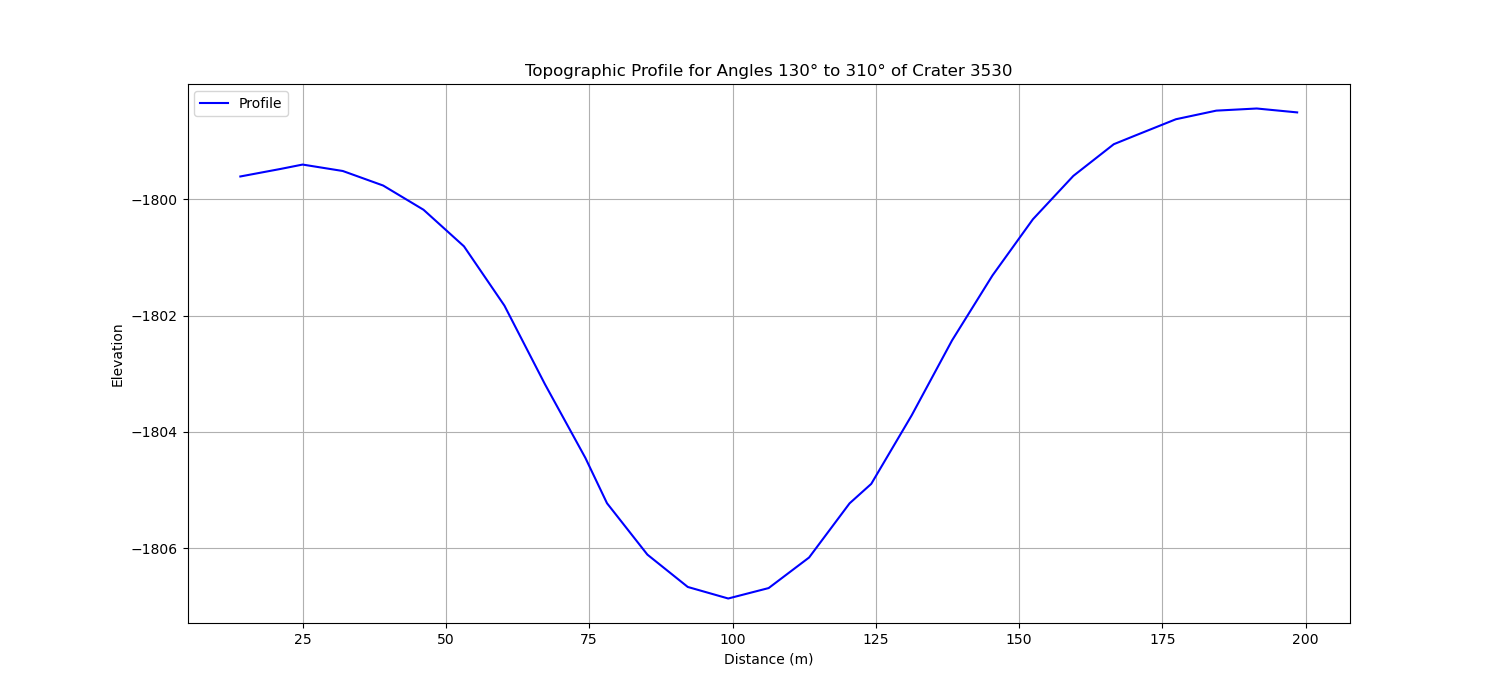 Topographic Profile for Angles 130° to 310° of Crater 3530
Profile
−1800
−1802
−1804
−1806
Elevation
25 50 75 100 125 150 175 200
Distance (m)